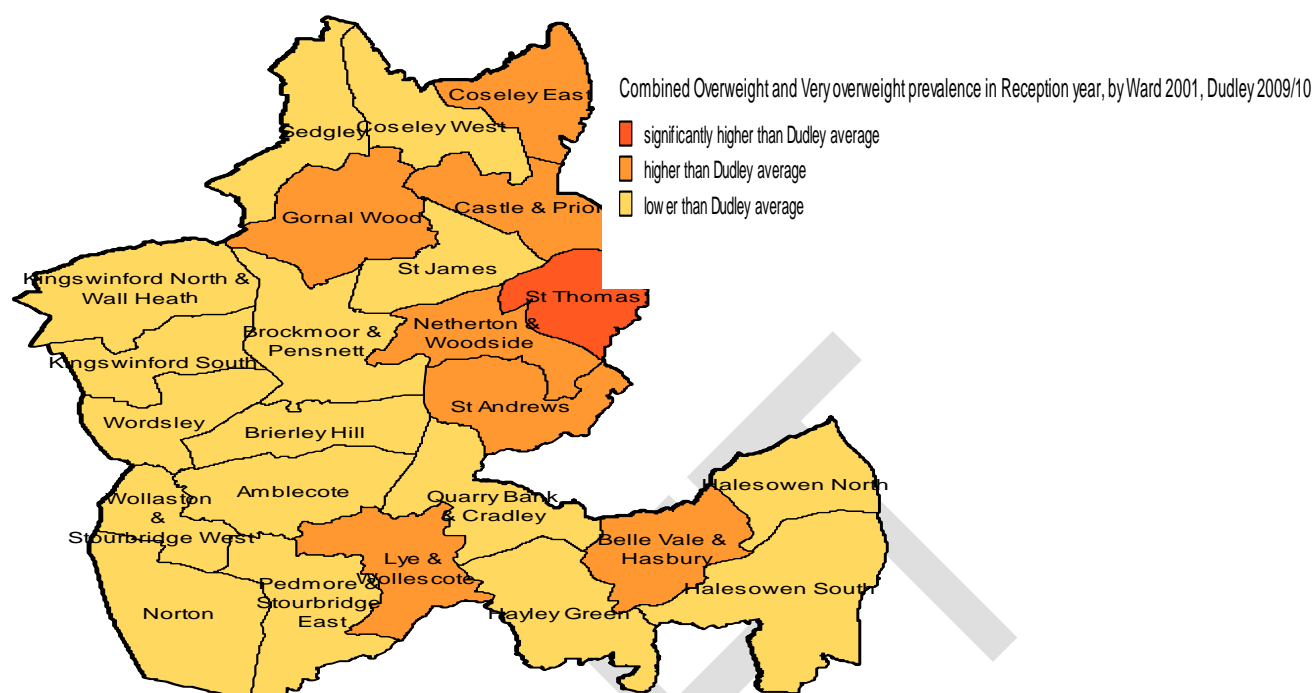 Combined Overweight and Very overweight prevalence in Reception year, by Ward 2001, Dudley 2009/10
significantly higher than Dudley average
higher than Dudley average
lower than Dudley average
Coseley East
Sedgley
Coseley West
Gornal Wood
Castle & Prior
St James
Kingswinford North &
Wall Heath
St Thomas
Netherton &
Woodside
Brockmoor &
Pensnett
Kingswinford South
St Andrews
Wordsley
Brierley Hill
Amblecote
Wollaston
&
Stourbridge West
Quarry Bank
& Cradley
Halesowen North
Belle Vale &
Hasbury
Lye &
Wollescote
Halesowen South
Pedmore &
Stourbridge
East
Norton
Hayley Green